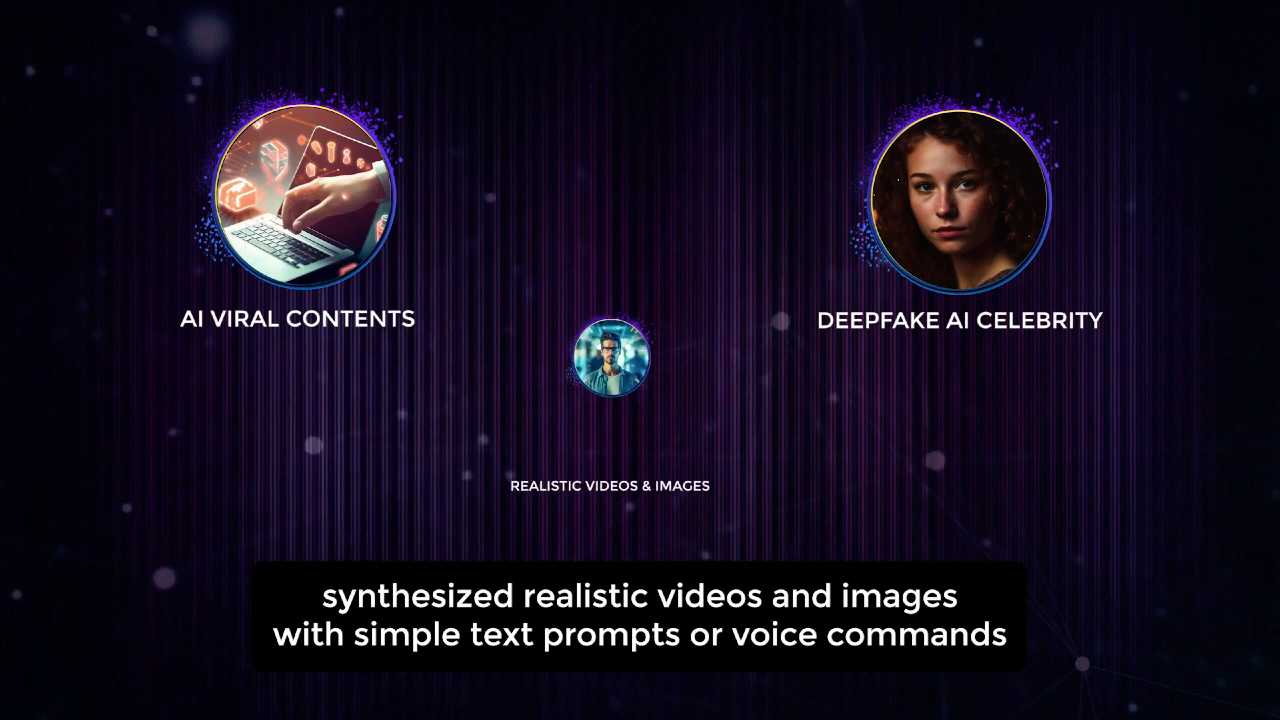 AI VIRAL CONTENTS
DEEPFAKE AI CELEBRITY
REALISTIC VIDEOS & IMAGES
synthesized realistic videos and images
with simple text prompts or voice commands